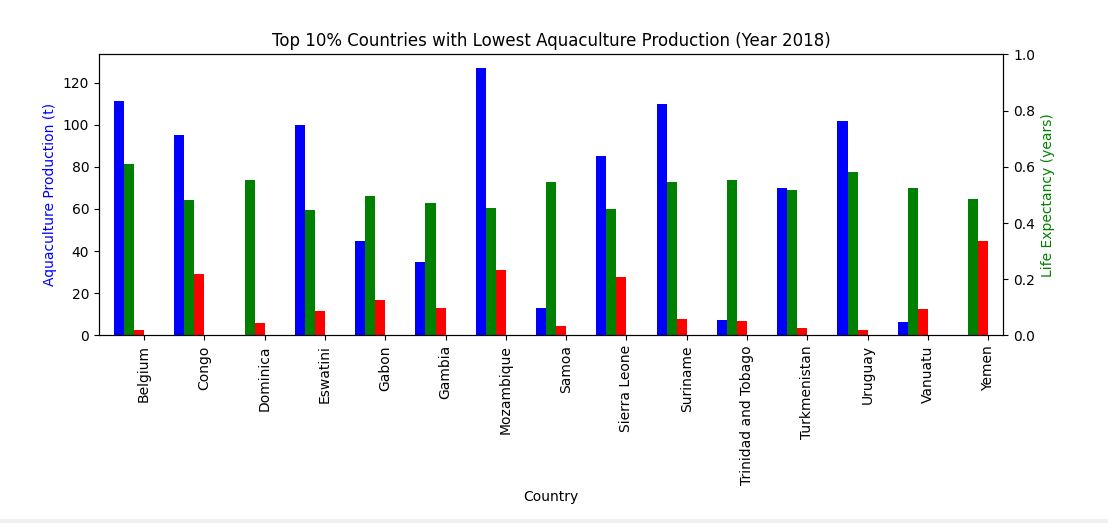 Top 10% Countries with Lowest Aquaculture Production (Year 2018)
Aquaculture Production (t)
120
100
80
60
40
20
0
1.0
0.8
0.6
0.4
0.2
0.0
Life Expectancy (years)
Belgium
Congo
Dominica
Eswatini
Gabon
Gambia
Mozambique
Samoa
Sierra Leone
Suriname
Trinidad and Tobago
Turkmenistan
Uruguay
Vanuatu
Yemen
Country